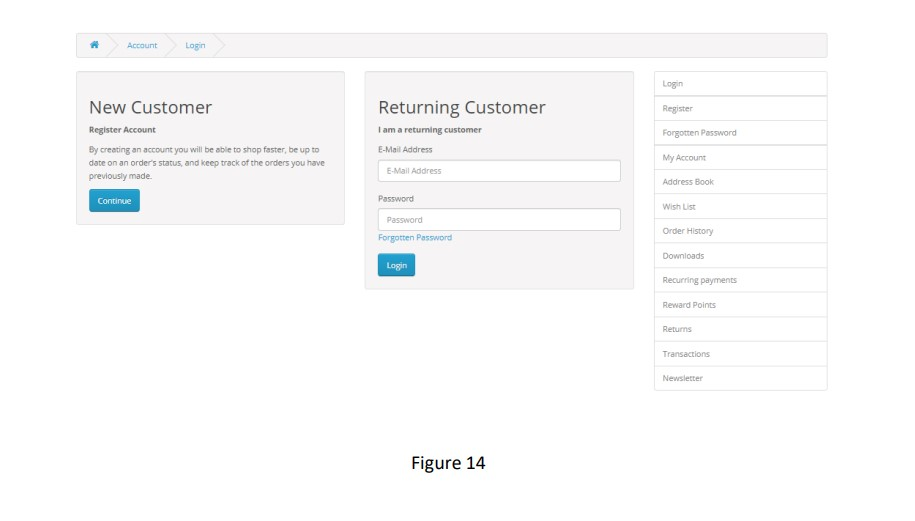 Account
Login
New Customer
Register Account
By creating an account you will be able to shop faster, be up to
date on an order's status, and keep track of the orders you have
previously made.
Continue
Returning Customer
I am a returning customer
E-Mail Address
E-Mail Address
Password
Password
Forgotten Password
Login
Login
Register
Forgotten Password
My Account
Address Book
Wish List
Order History
Downloads
Recurring payments
Reward Points
Returns
Transactions
Newsletter
Figure 14